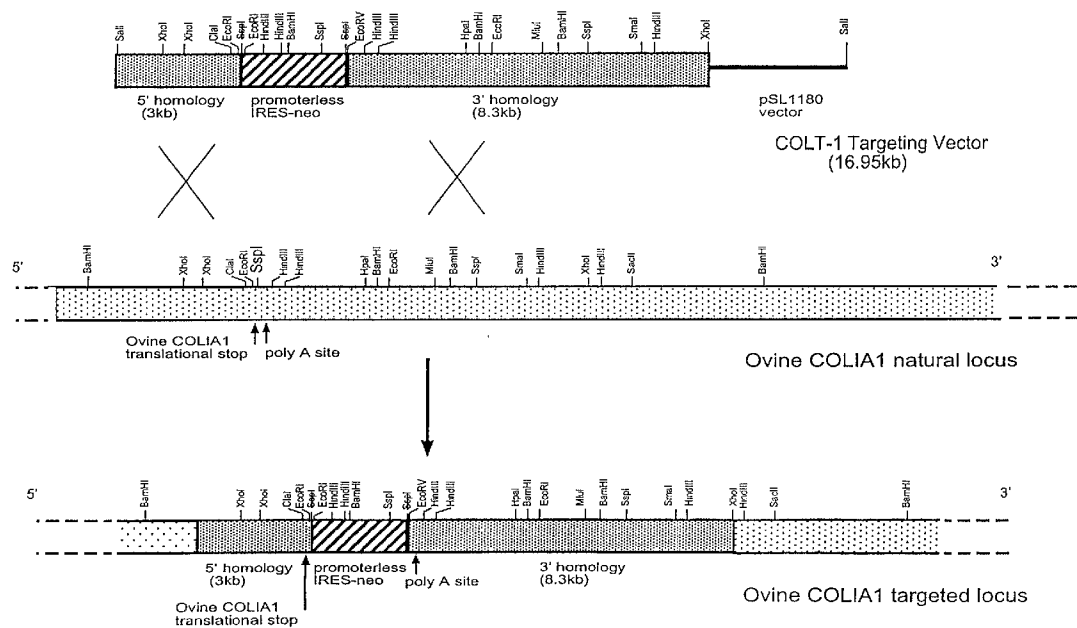 SalI XhoI XhoI ClaI EcoRI SspI EcoRI HindIII HindIII BamHI SspI SspI EcoRV HindIII HindIII HpaI BamHI EcoRI MluI BamHI SspI SmaI HindIII XhoI SalI
5' homology
(3kb)
promoterless
IRES-neo
3' homology
(8.3kb)
pSL1180
vector
COLT-1 Targeting Vector
(16.95kb)
5'
BamHI XhoI XhoI ClaI EcoRI SspI HindIII HindIII HpaI BamHI EcoRI MluI BamHI SspI SmaI HindIII XhoI HindIII SacII BamHI
3'
Ovine COLIA1
translational stop
poly A site
Ovine COLIA1 natural locus
5'
BamHI XhoI XhoI ClaI EcoRI SspI EcoRI HindIII HindIII BamHI SspI SspI EcoRV HindIII HindIII HpaI BamHI EcoRI MluI BamHI SspI SmaI HindIII XhoI HindIII SacII BamHI
3'
5' homology
(3kb)
promoterless
IRES-neo
poly A site
3' homology
(8.3kb)
Ovine COLIA1
translational stop
Ovine COLIA1 targeted locus